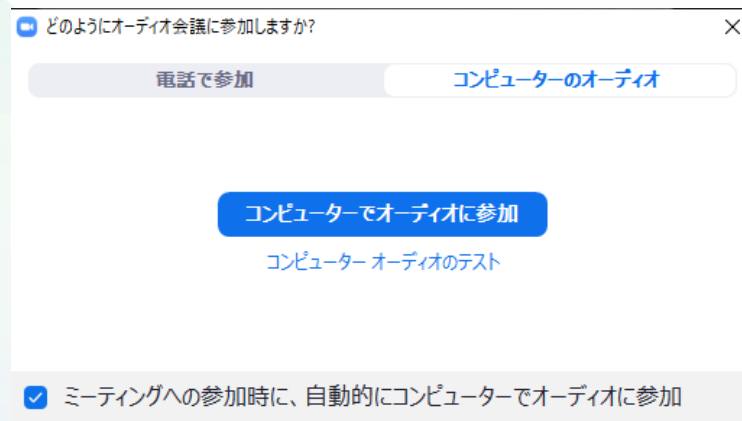 どのようにオーディオ会議に参加しますか?
電話で参加
コンピューターのオーディオ
コンピューターでオーディオに参加
コンピューター オーディオのテスト
ミーティングへの参加時に、自動的にコンピューターでオーディオに参加